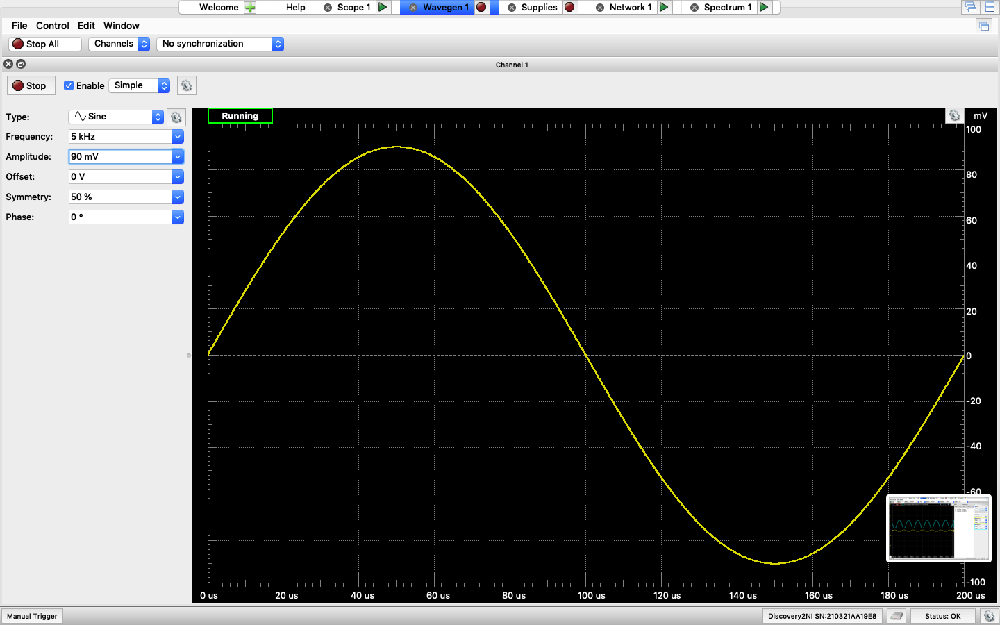 Welcome Help Scope 1 Wavegen 1 Supplies Network 1 Spectrum 1
File Control Edit Window
Stop All Channels No synchronization
Channel 1
Stop Enable Simple
Type: Sine
Frequency: 5 kHz
Amplitude: 90 mV
Offset: 0 V
Symmetry: 50 %
Phase: 0 °
Running mV
100
80
60
40
20
0
-20
-40
-60
-100
0 us 20 us 40 us 60 us 80 us 100 us 120 us 140 us 160 us 180 us 200 us
Manual Trigger Discovery2NI SN:210321AA19E8 Status: OK